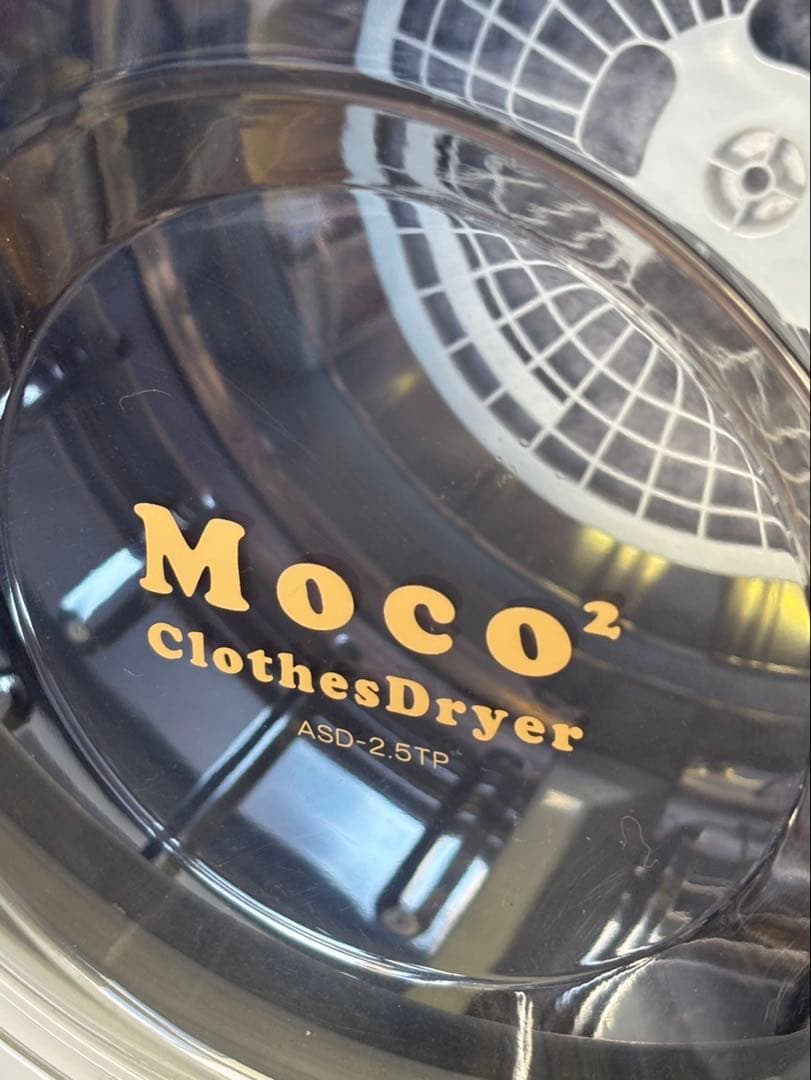 Moco²
ClothesDryer
ASD-2.5TP